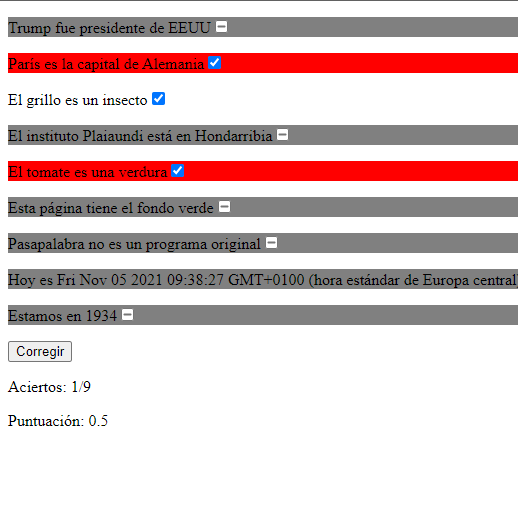 Trump fue presidente de EEUU
París es la capital de Alemania
El grillo es un insecto
El instituto Plaiaundi está en Hondarribia
El tomate es una verdura
Esta página tiene el fondo verde
Pasapalabra no es un programa original
Hoy es Fri Nov 05 2021 09:38:27 GMT+0100 (hora estándar de Europa central)
Estamos en 1934
Corregir
Aciertos: 1/9
Puntuación: 0.5